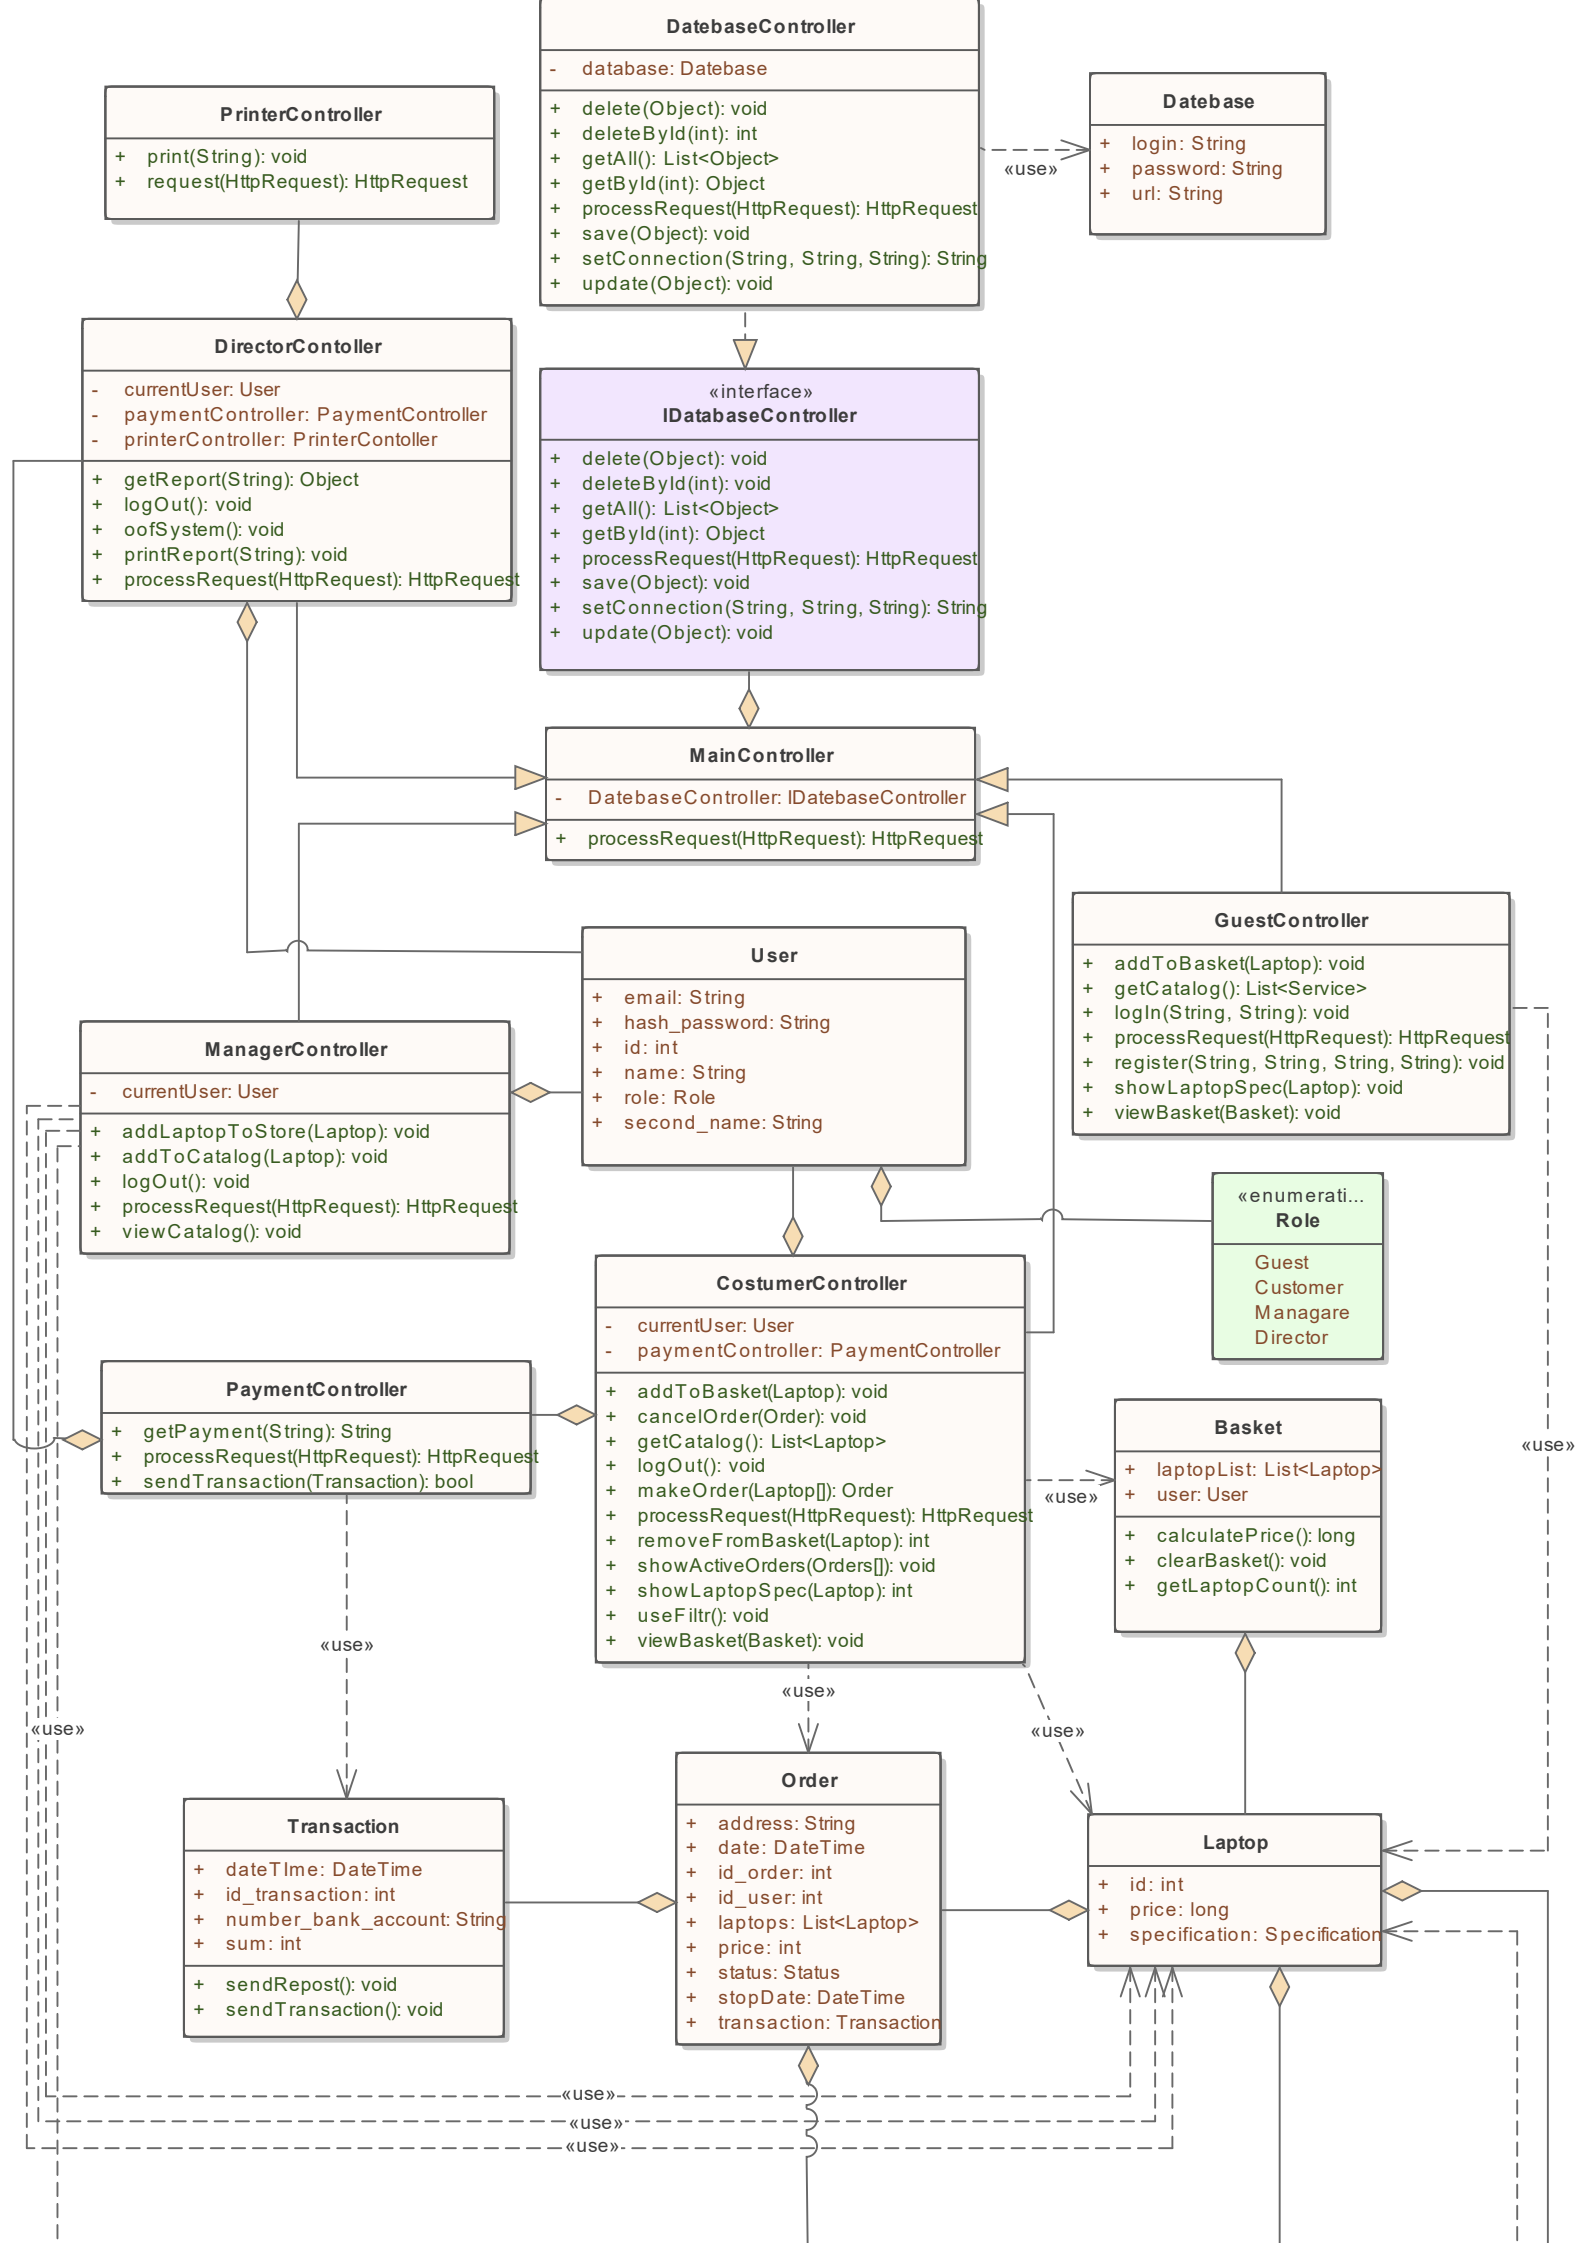 DatebaseController
- database: Datebase
+ delete(Object): void
+ deleteById(int): int
+ getAll(): List<Object>
+ getById(int): Object
+ processRequest(HttpRequest): HttpRequest
+ save(Object): void
+ setConnection(String, String, String): String
+ update(Object): void
Datebase
+ login: String
+ password: String
+ url: String
«use»
PrinterController
+ print(String): void
+ request(HttpRequest): HttpRequest
DirectorContoller
- currentUser: User
- paymentController: PaymentController
- printerController: PrinterContoller
+ getReport(String): Object
+ logOut(): void
+ oofSystem(): void
+ printReport(String): void
+ processRequest(HttpRequest): HttpRequest
«interface»
IDatabaseController
+ delete(Object): void
+ deleteById(int): void
+ getAll(): List<Object>
+ getById(int): Object
+ processRequest(HttpRequest): HttpRequest
+ save(Object): void
+ setConnection(String, String, String): String
+ update(Object): void
MainController
- DatebaseController: IDatebaseController
+ processRequest(HttpRequest): HttpRequest
GuestController
+ addToBasket(Laptop): void
+ getCatalog(): List<Service>
+ logIn(String, String): void
+ processRequest(HttpRequest): HttpRequest
+ register(String, String, String, String): void
+ showLaptopSpec(Laptop): void
+ viewBasket(Basket): void
User
+ email: String
+ hash_password: String
+ id: int
+ name: String
+ role: Role
+ second_name: String
ManagerController
- currentUser: User
+ addLaptopToStore(Laptop): void
+ addToCatalog(Laptop): void
+ logOut(): void
+ processRequest(HttpRequest): HttpRequest
+ viewCatalog(): void
«enumerati...
Role
Guest
Customer
Managare
Director
CostumerController
- currentUser: User
- paymentController: PaymentController
+ addToBasket(Laptop): void
+ cancelOrder(Order): void
+ getCatalog(): List<Laptop>
+ logOut(): void
+ makeOrder(Laptop[]): Order
+ processRequest(HttpRequest): HttpRequest
+ removeFromBasket(Laptop): int
+ showActiveOrders(Orders[]): void
+ showLaptopSpec(Laptop): int
+ useFiltr(): void
+ viewBasket(Basket): void
PaymentController
+ getPayment(String): String
+ processRequest(HttpRequest): HttpRequest
+ sendTransaction(Transaction): bool
Basket
+ laptopList: List<Laptop>
+ user: User
+ calculatePrice(): long
+ clearBasket(): void
+ getLaptopCount(): int
«use»
«use»
«use»
«use»
«use»
«use»
Transaction
+ dateTIme: DateTime
+ id_transaction: int
+ number_bank_account: String
+ sum: int
+ sendRepost(): void
+ sendTransaction(): void
Order
+ address: String
+ date: DateTime
+ id_order: int
+ id_user: int
+ laptops: List<Laptop>
+ price: int
+ status: Status
+ stopDate: DateTime
+ transaction: Transaction
Laptop
+ id: int
+ price: long
+ specification: Specification
«use»
«use»
«use»